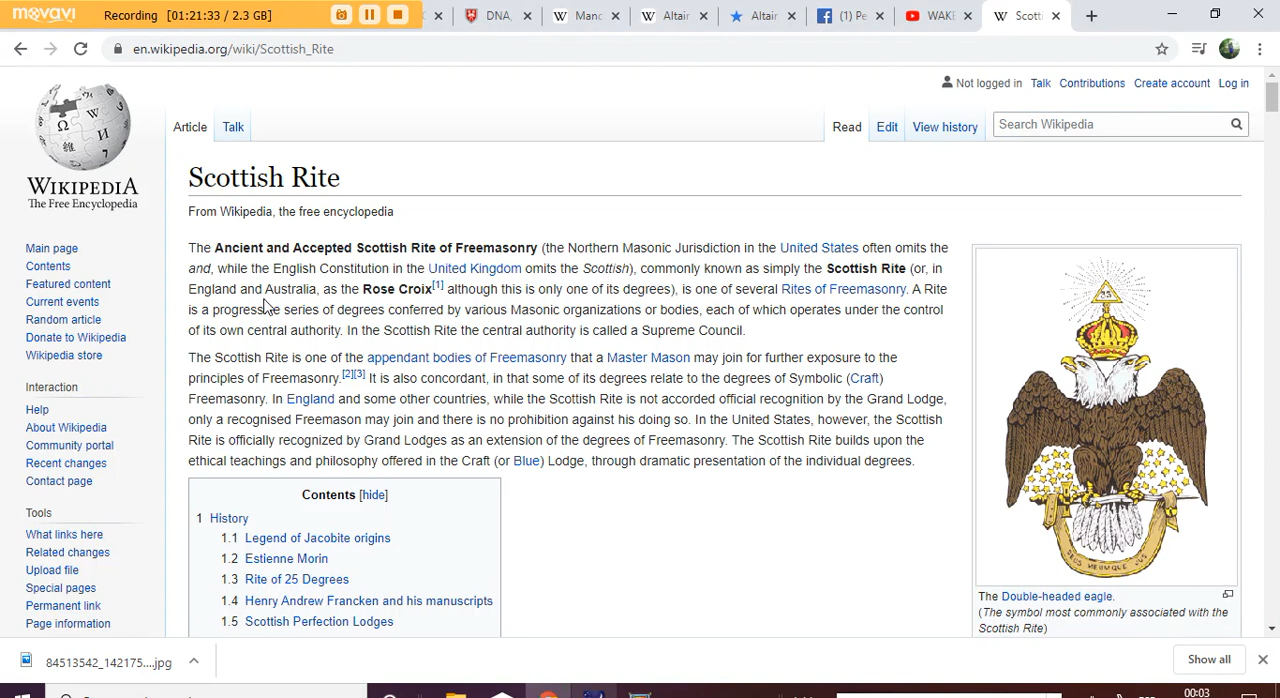 movavi Recording [01:21:33 / 2.3 GB]
DNA,
Manc
Altair
Altair
(1) Pe
WAKE
Scotti
en.wikipedia.org/wiki/Scottish_Rite
Not logged in Talk Contributions Create account Log in
Article Talk Read Edit View history Search Wikipedia
WIKIPEDIA
The Free Encyclopedia
Main page
Contents
Featured content
Current events
Random article
Donate to Wikipedia
Wikipedia store
Interaction
Help
About Wikipedia
Community portal
Recent changes
Contact page
Tools
What links here
Related changes
Upload file
Special pages
Permanent link
Page information
Scottish Rite
From Wikipedia, the free encyclopedia
The Ancient and Accepted Scottish Rite of Freemasonry (the Northern Masonic Jurisdiction in the United States often omits the
and, while the English Constitution in the United Kingdom omits the Scottish), commonly known as simply the Scottish Rite (or, in
England and Australia, as the Rose Croix[1] although this is only one of its degrees), is one of several Rites of Freemasonry. A Rite
is a progressive series of degrees conferred by various Masonic organizations or bodies, each of which operates under the control
of its own central authority. In the Scottish Rite the central authority is called a Supreme Council.
The Scottish Rite is one of the appendant bodies of Freemasonry that a Master Mason may join for further exposure to the
principles of Freemasonry.[2][3] It is also concordant, in that some of its degrees relate to the degrees of Symbolic (Craft)
Freemasonry. In England and some other countries, while the Scottish Rite is not accorded official recognition by the Grand Lodge,
only a recognised Freemason may join and there is no prohibition against his doing so. In the United States, however, the Scottish
Rite is officially recognized by Grand Lodges as an extension of the degrees of Freemasonry. The Scottish Rite builds upon the
ethical teachings and philosophy offered in the Craft (or Blue) Lodge, through dramatic presentation of the individual degrees.
Contents [hide]
1 History
1.1 Legend of Jacobite origins
1.2 Estienne Morin
1.3 Rite of 25 Degrees
1.4 Henry Andrew Francken and his manuscripts
1.5 Scottish Perfection Lodges
33
DEUS MEUMQUE JUS
The Double-headed eagle.
(The symbol most commonly associated with the
Scottish Rite)
84513542_142175....jpg
Show all
00:03